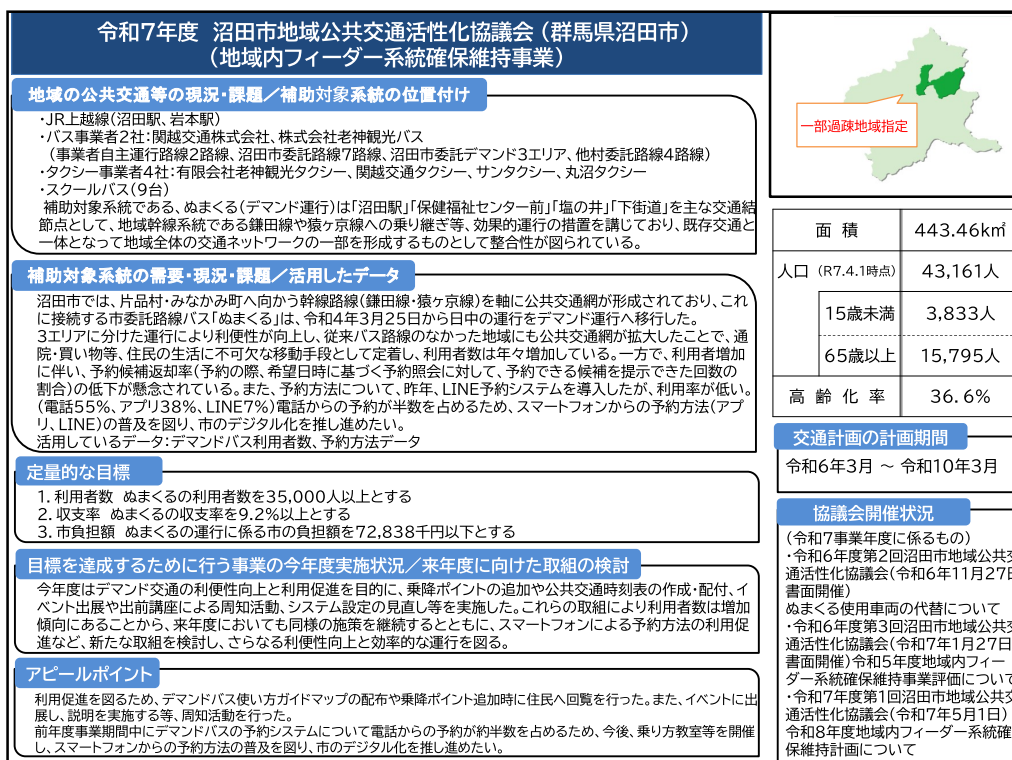 令和7年度　沼田市地域公共交通活性化協議会（群馬県沼田市）
（地域内フィーダー系統確保維持事業）
地域の公共交通等の現況・課題／補助対象系統の位置付け
・JR上越線（沼田駅、岩本駅）
・バス事業者2社：関越交通株式会社、株式会社老神観光バス
（事業者自主運行路線2路線、沼田市委託路線7路線、沼田市委託デマンド3エリア、他村委託路線4路線）
・タクシー事業者4社：有限会社老神観光タクシー、関越交通タクシー、サンタクシー、丸沼タクシー
・スクールバス（9台）
補助対象系統である、ぬまくる（デマンド運行）は「沼田駅」「保健福祉センター前」「塩の井」「下街道」を主な交通結
節点として、地域幹線系統である鎌田線や猿ヶ京線への乗り継ぎ等、効果的運行の措置を講じており、既存交通と
一体となって地域全体の交通ネットワークの一部を形成するものとして整合性が図られている。
補助対象系統の需要・現況・課題／活用したデータ
沼田市では、片品村・みなかみ町へ向かう幹線路線（鎌田線・猿ヶ京線）を軸に公共交通網が形成されており、これ
に接続する市委託路線バス「ぬまくる」は、令和4年3月25日から日中の運行をデマンド運行へ移行した。
3エリアに分けた運行により利便性が向上し、従来バス路線のなかった地域にも公共交通網が拡大したことで、通
院・買い物等、住民の生活に不可欠な移動手段として定着し、利用者数は年々増加している。一方で、利用者増加
に伴い、予約候補返却率（予約の際、希望日時に基づく予約照会に対して、予約できる候補を提示できた回数の
割合）の低下が懸念されている。また、予約方法について、昨年、LINE予約システムを導入したが、利用率が低い。
（電話55％、アプリ38％、LINE7％）電話からの予約が半数を占めるため、スマートフォンからの予約方法（アプ
リ、LINE）の普及を図り、市のデジタル化を推し進めたい。
活用しているデータ：デマンドバス利用者数、予約方法データ
定量的な目標
1. 利用者数　ぬまくるの利用者数を35,000人以上とする
2. 収支率　ぬまくるの収支率を9.2％以上とする
3. 市負担額　ぬまくるの運行に係る市の負担額を72,838千円以下とする
目標を達成するために行う事業の今年度実施状況／来年度に向けた取組の検討
今年度はデマンド交通の利便性向上と利用促進を目的に、乗降ポイントの追加や公共交通時刻表の作成・配付、イ
ベント出展や出前講座による周知活動、システム設定の見直し等を実施した。これらの取組により利用者数は増加
傾向にあることから、来年度においても同様の施策を継続するとともに、スマートフォンによる予約方法の利用促
進など、新たな取組を検討し、さらなる利便性向上と効率的な運行を図る。
アピールポイント
利用促進を図るため、デマンドバス使い方ガイドマップの配布や乗降ポイント追加時に住民へ回覧を行った。また、イベントに出
展し、説明を実施する等、周知活動を行った。
前年度事業期間中にデマンドバスの予約システムについて電話からの予約が約半数を占めるため、今後、乗り方教室等を開催
し、スマートフォンからの予約方法の普及を図り、市のデジタル化を推し進めたい。
一部過疎地域指定
面　積　443.46㎢
人口（R7.4.1時点）　43,161人
15歳未満　3,833人
65歳以上　15,795人
高 齢 化 率　36.6％
交通計画の計画期間
令和6年3月 ～ 令和10年3月
協議会開催状況
（令和7事業年度に係るもの）
・令和6年度第2回沼田市地域公共交
通活性化協議会（令和6年11月27日
書面開催）
ぬまくる使用車両の代替について
・令和6年度第3回沼田市地域公共交
通活性化協議会（令和7年1月27日
書面開催）令和5年度地域内フィー
ダー系統確保維持事業評価について
・令和7年度第1回沼田市地域公共交
通活性化協議会（令和7年5月1日）
令和8年度地域内フィーダー系統確
保維持計画について